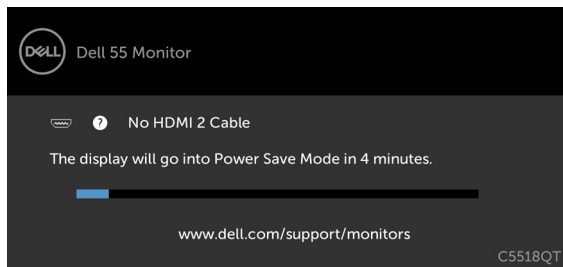 DELL Dell 55 Monitor
? No HDMI 2 Cable
The display will go into Power Save Mode in 4 minutes.
www.dell.com/support/monitors
C5518QT